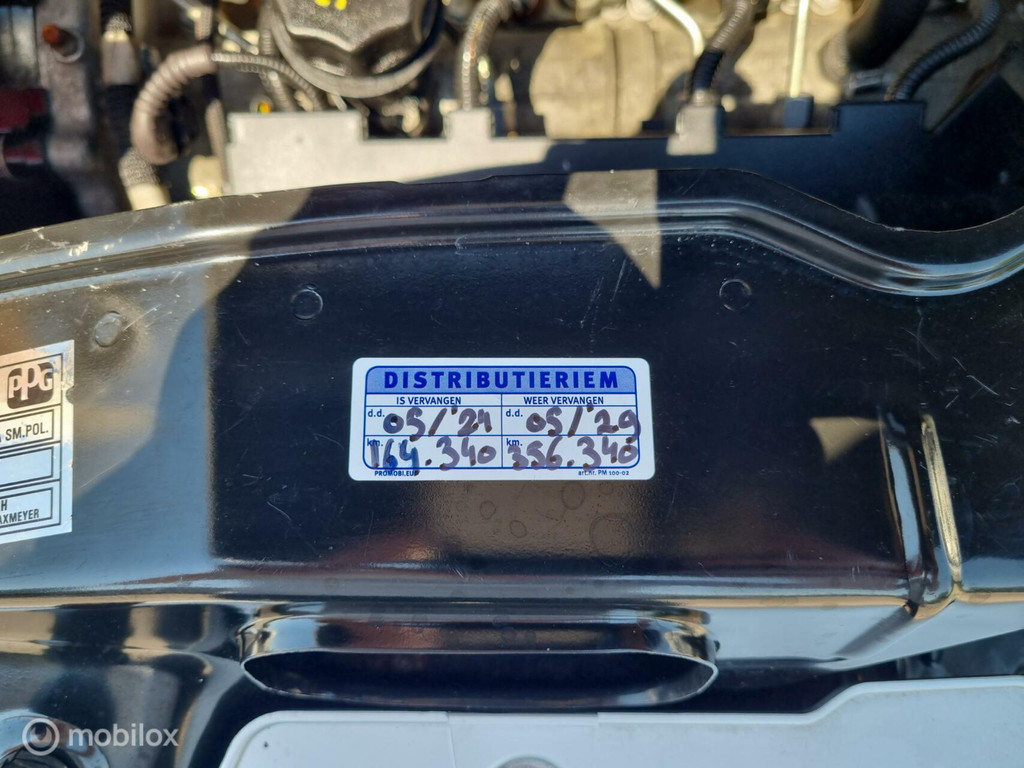 DISTRIBUTIERIEM
IS VERVANGEN
WEER VERVANGEN
d.d. 05/'24
d.d. 05/'29
km. 164.340
km. 356.340
PROMOBI.EU
art.nr. PM 100-02
PPG
SM.POL.
H
AXMEYER
mobilox